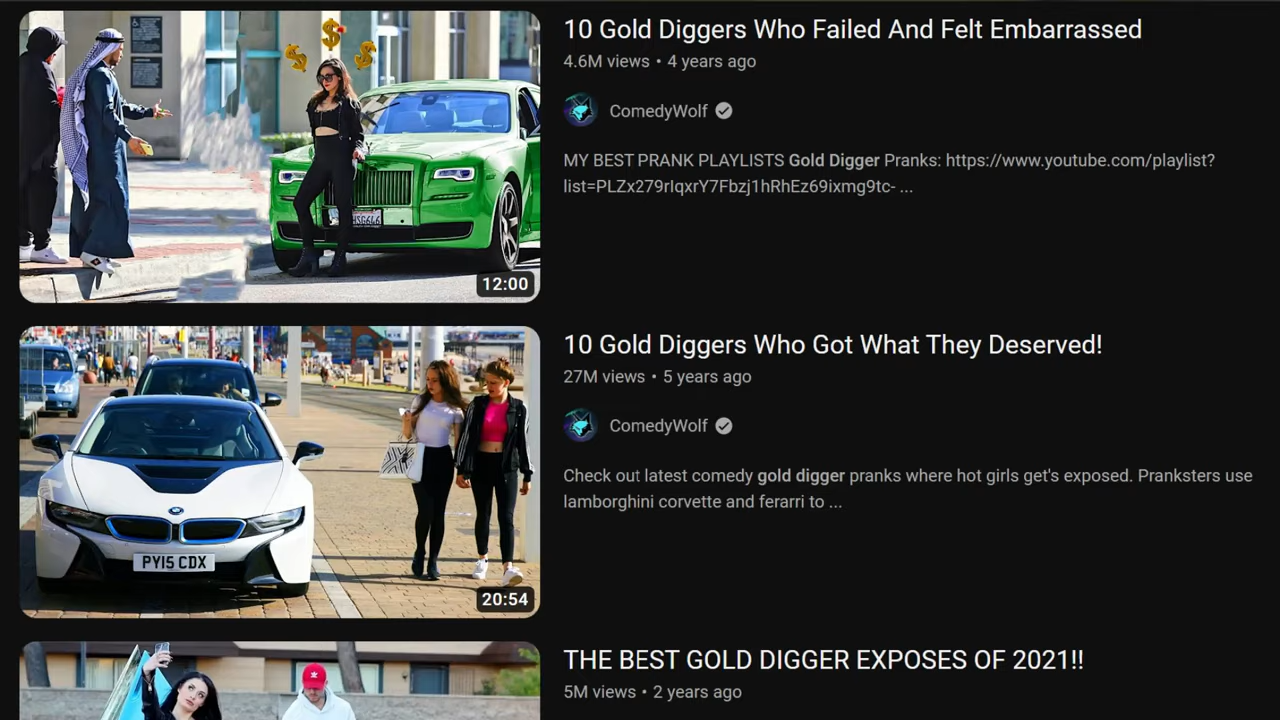 10 Gold Diggers Who Failed And Felt Embarrassed
4.6M views • 4 years ago
ComedyWolf
MY BEST PRANK PLAYLISTS Gold Digger Pranks: https://www.youtube.com/playlist?
list=PLZx279rIqxrY7Fbzj1hRhEz69ixmg9tc- ...
12:00
10 Gold Diggers Who Got What They Deserved!
27M views • 5 years ago
ComedyWolf
Check out latest comedy gold digger pranks where hot girls get's exposed. Pranksters use
lamborghini corvette and ferarri to ...
PY15 CDX
20:54
THE BEST GOLD DIGGER EXPOSES OF 2021!!
5M views • 2 years ago